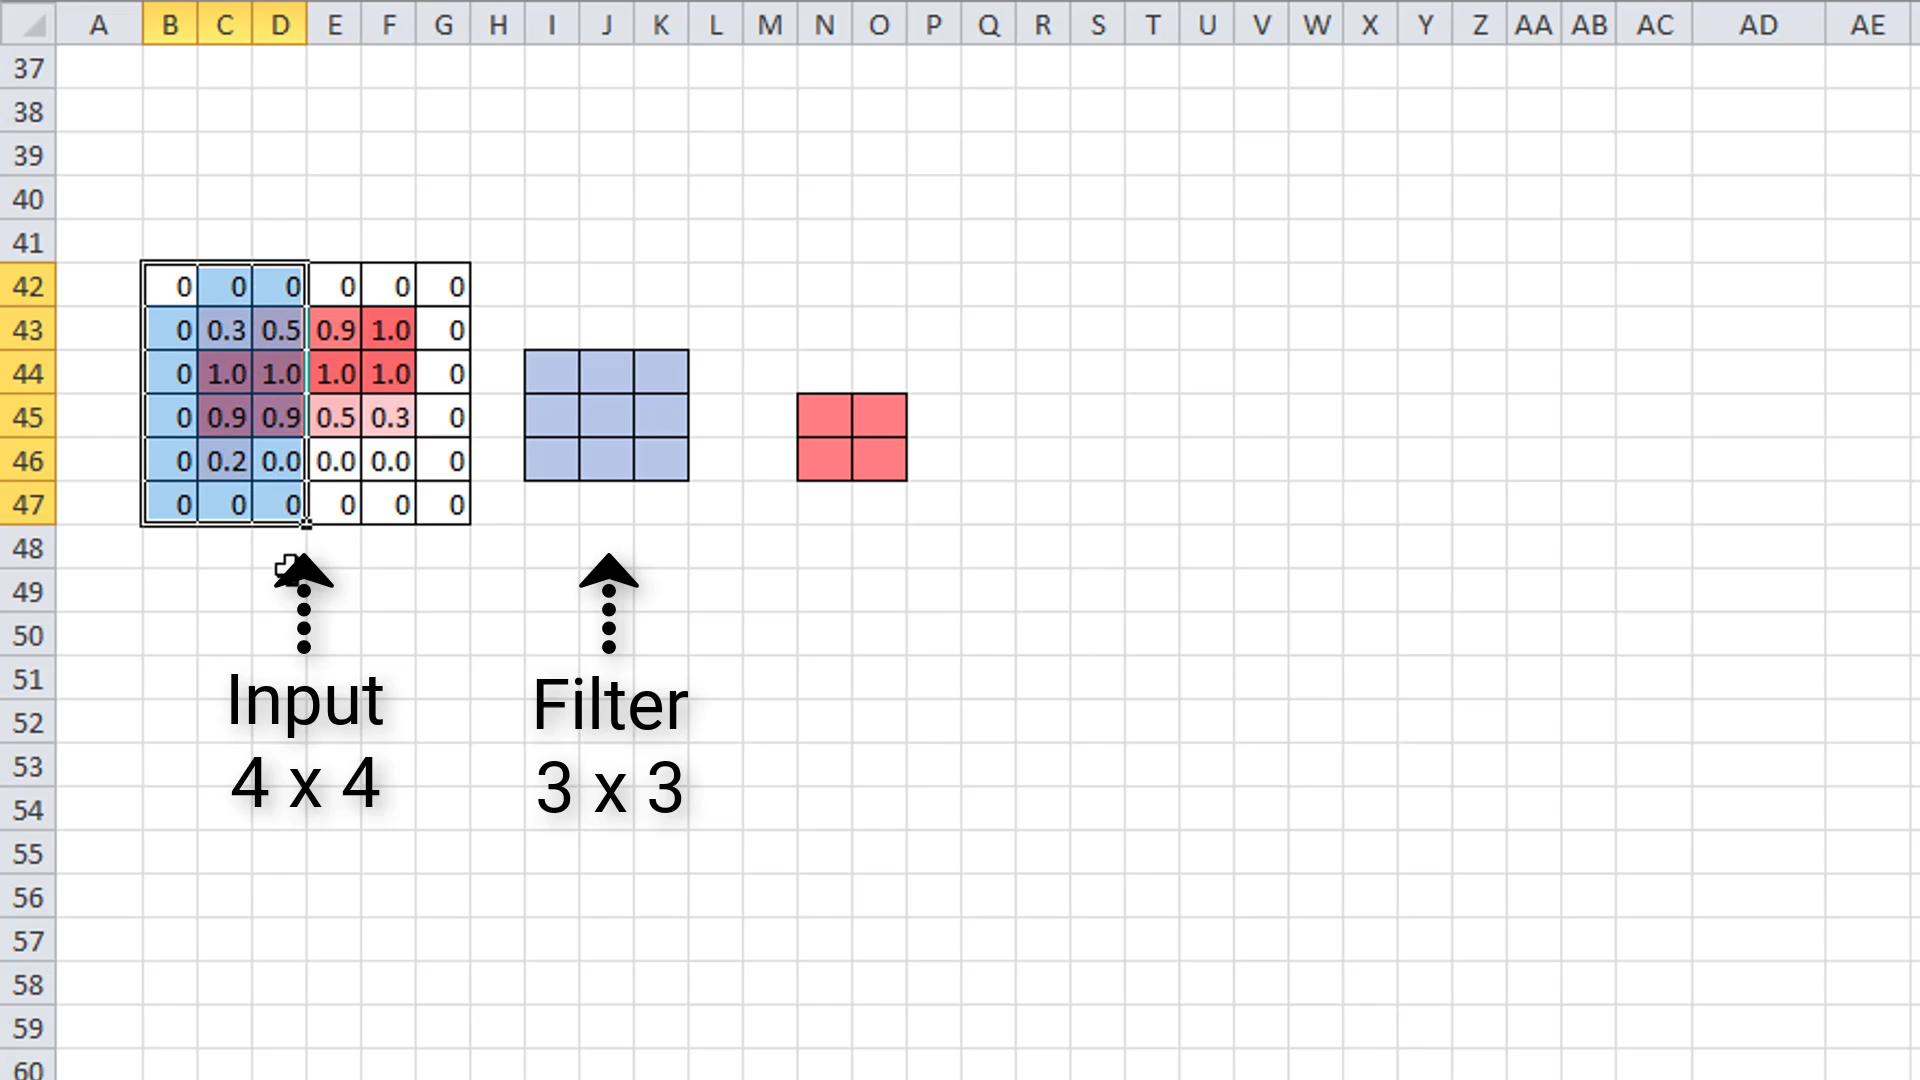 A B C D E F G H I J K L M N O P Q R S T U V W X Y Z AA AB AC AD AE
37
38
39
40
41
42 0 0 0 0 0 0
43 0 0.3 0.5 0.9 1.0 0
44 0 1.0 1.0 1.0 1.0 0
45 0 0.9 0.9 0.5 0.3 0
46 0 0.2 0.0 0.0 0.0 0
47 0 0 0 0 0 0
48
49
50
51
52
53
54
55
56
57
58
59
60
Input
4 x 4
Filter
3 x 3